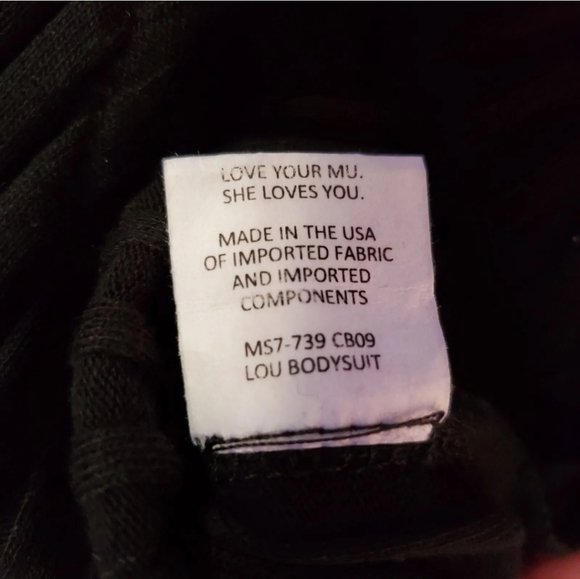 LOVE YOUR MU.
SHE LOVES YOU.
MADE IN THE USA
OF IMPORTED FABRIC
AND IMPORTED
COMPONENTS
MS7-739 CB09
LOU BODYSUIT